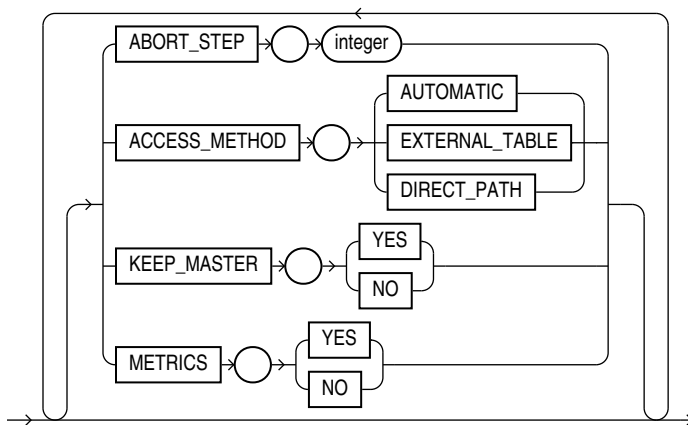 ABORT_STEP integer
AUTOMATIC
ACCESS_METHOD EXTERNAL_TABLE
DIRECT_PATH
YES
KEEP_MASTER
NO
YES
METRICS
NO